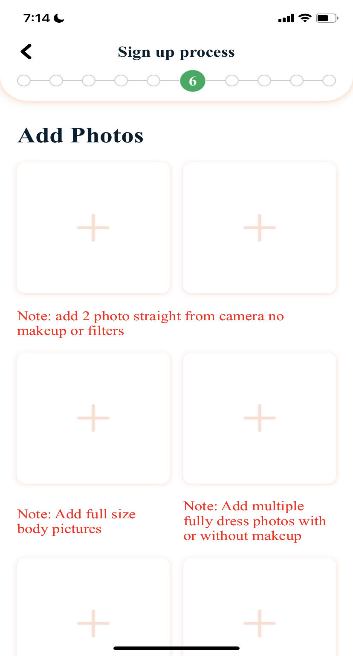 7:14
Sign up process
6
Add Photos
Note: add 2 photo straight from camera no
makeup or filters
Note: Add full size
body pictures
Note: Add multiple
fully dress photos with
or without makeup